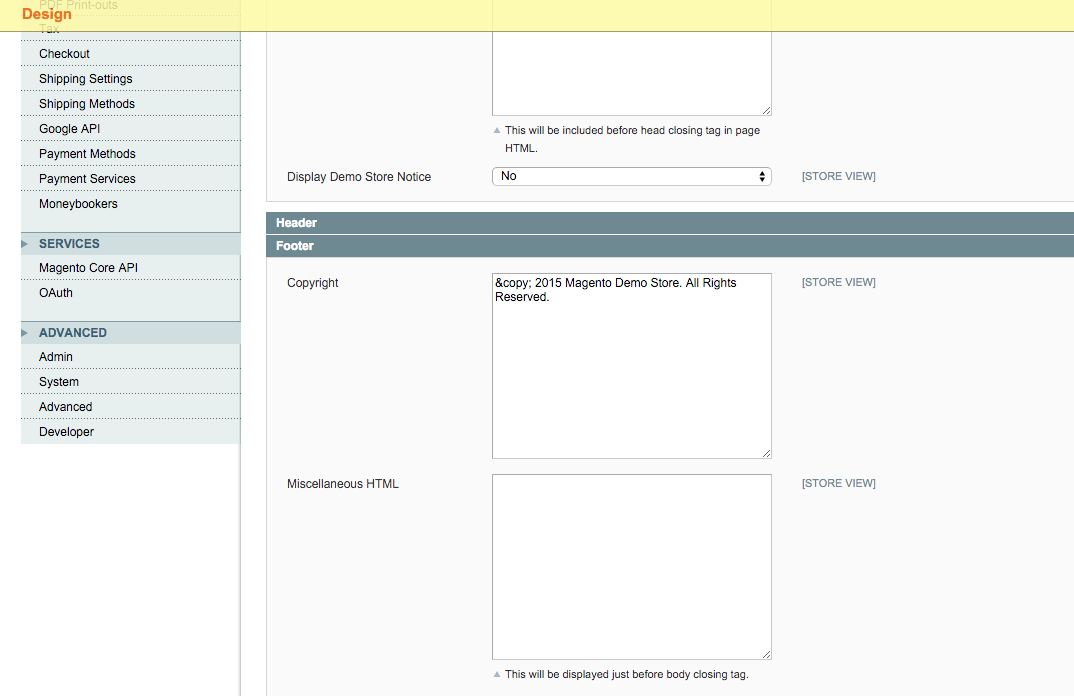 PDF Print-outs
Design
Tax
Checkout
Shipping Settings
Shipping Methods
Google API
Payment Methods
Payment Services
Moneybookers
SERVICES
Magento Core API
OAuth
ADVANCED
Admin
System
Advanced
Developer
This will be included before head closing tag in page
HTML.
Display Demo Store Notice No [STORE VIEW]
Header
Footer
Copyright &copy; 2015 Magento Demo Store. All Rights [STORE VIEW]
Reserved.
Miscellaneous HTML [STORE VIEW]
This will be displayed just before body closing tag.